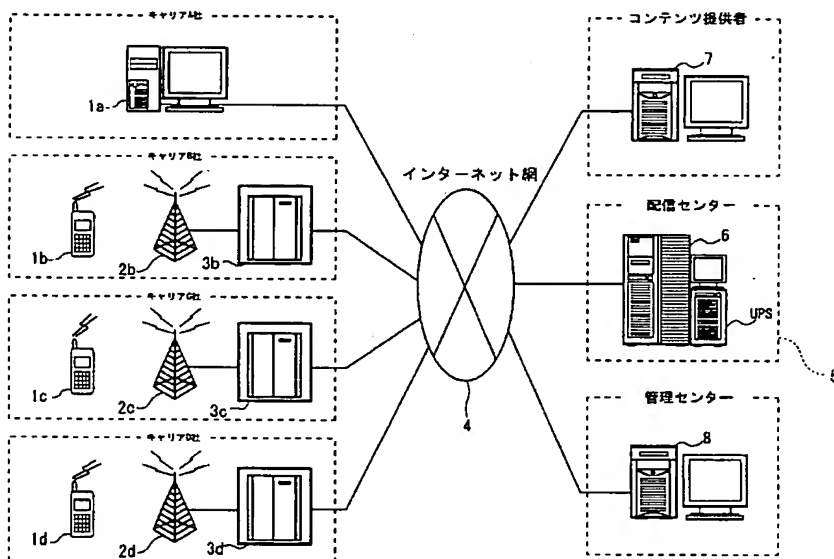 キャリアA社
1a
キャリアB社
1b
2b
3b
キャリアC社
1c
2c
3c
キャリアD社
1d
2d
3d
インターネット網
4
コンテンツ提供者
7
配信センター
6
UPS
5
管理センター
8